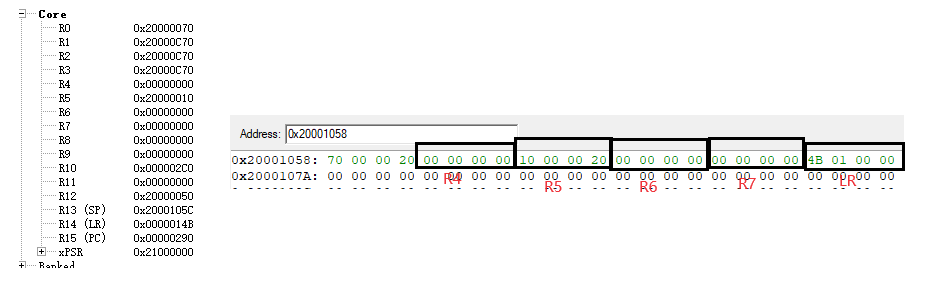 Core
R0 0x20000070
R1 0x20000C70
R2 0x20000C70
R3 0x20000C70
R4 0x00000000
R5 0x20000010
R6 0x00000000
R7 0x00000000
R8 0x00000000
R9 0x00000000
R10 0x000002C0
R11 0x00000000
R12 0x20000050
R13 (SP) 0x2000105C
R14 (LR) 0x0000014B
R15 (PC) 0x00000290
xPSR 0x21000000
Banked
Address: 0x20001058
0x20001058: 70 00 00 20 00 00 00 00 10 00 00 20 00 00 00 00 00 00 00 00 4B 01 00 00
0x2000107A: 00 00 00 00 00 00 00 00 00 00 00 00 00 00 00 00 00 00 00 00 00 00 00 00
R4 R5 R6 R7 LR